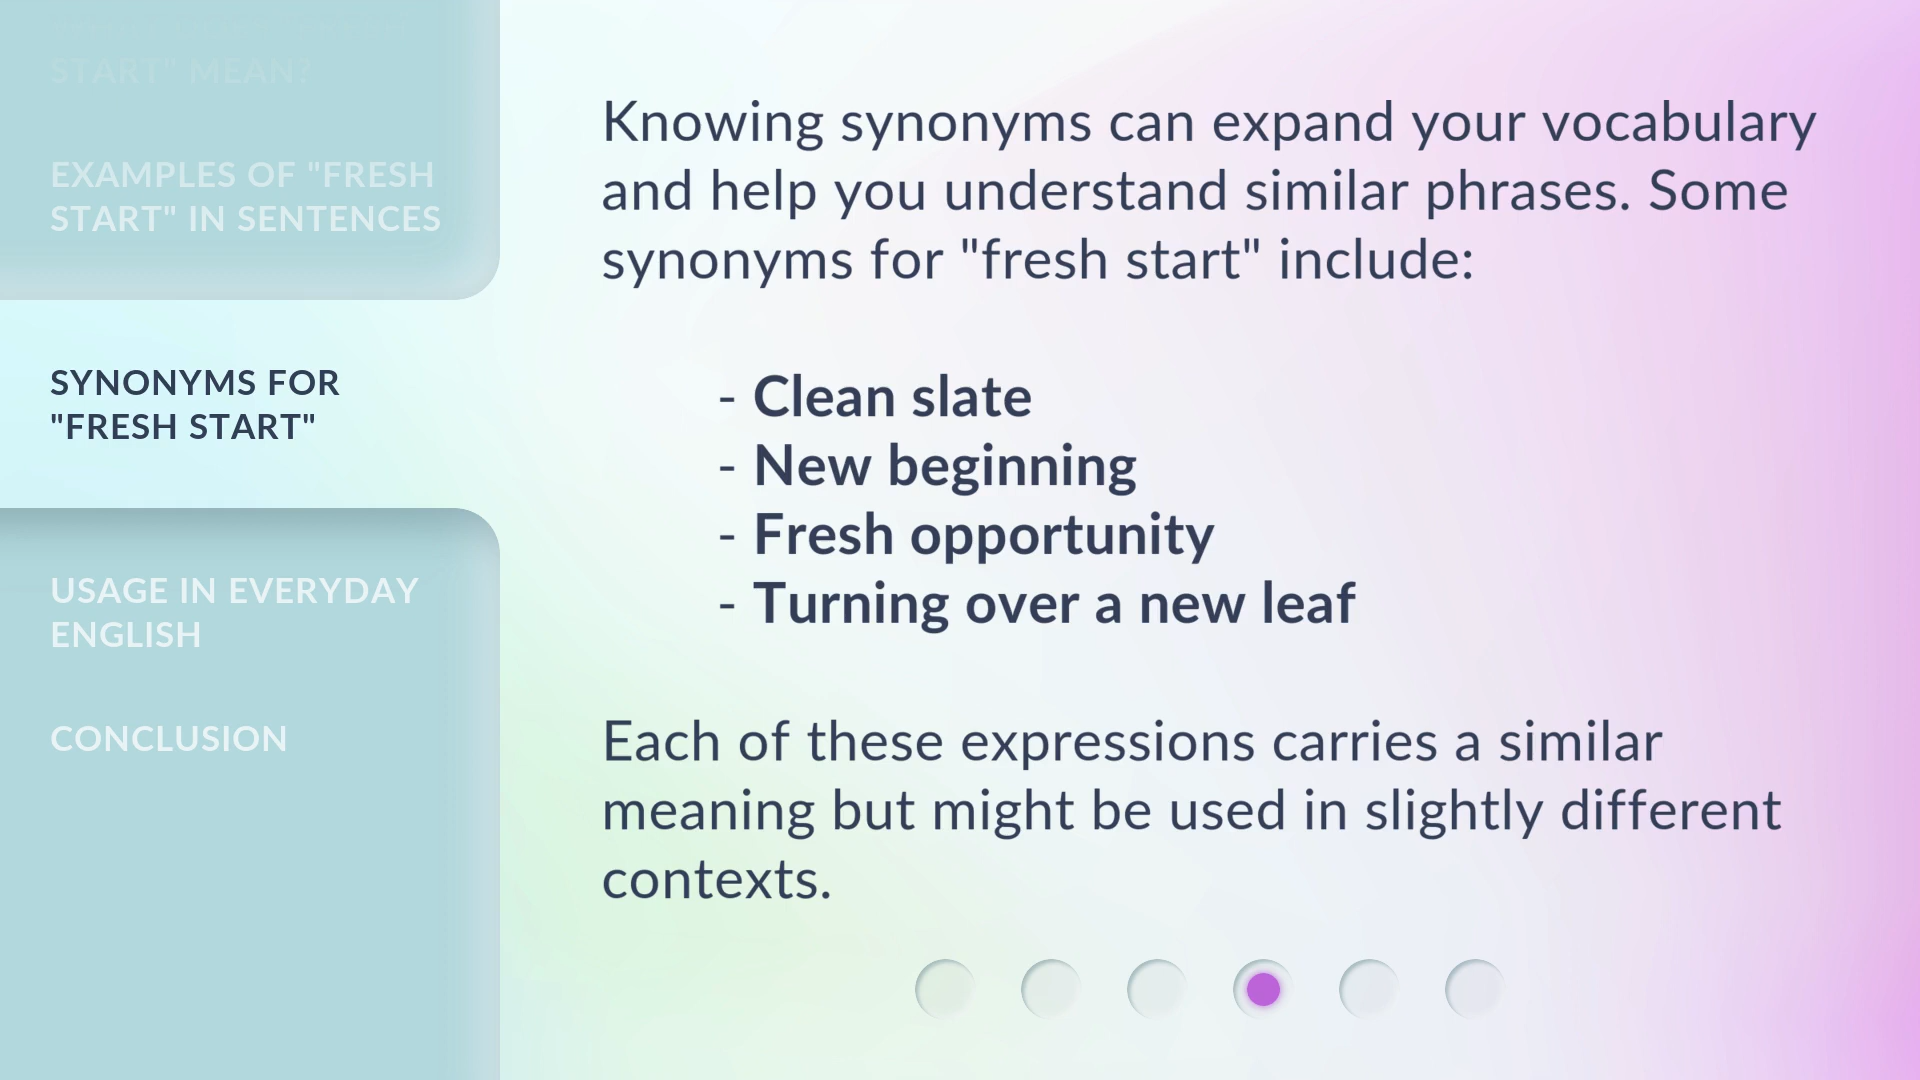 START" MEAN?
EXAMPLES OF "FRESH
START" IN SENTENCES
SYNONYMS FOR
"FRESH START"
USAGE IN EVERYDAY
ENGLISH
CONCLUSION
Knowing synonyms can expand your vocabulary
and help you understand similar phrases. Some
synonyms for "fresh start" include:
- Clean slate
- New beginning
- Fresh opportunity
- Turning over a new leaf
Each of these expressions carries a similar
meaning but might be used in slightly different
contexts.